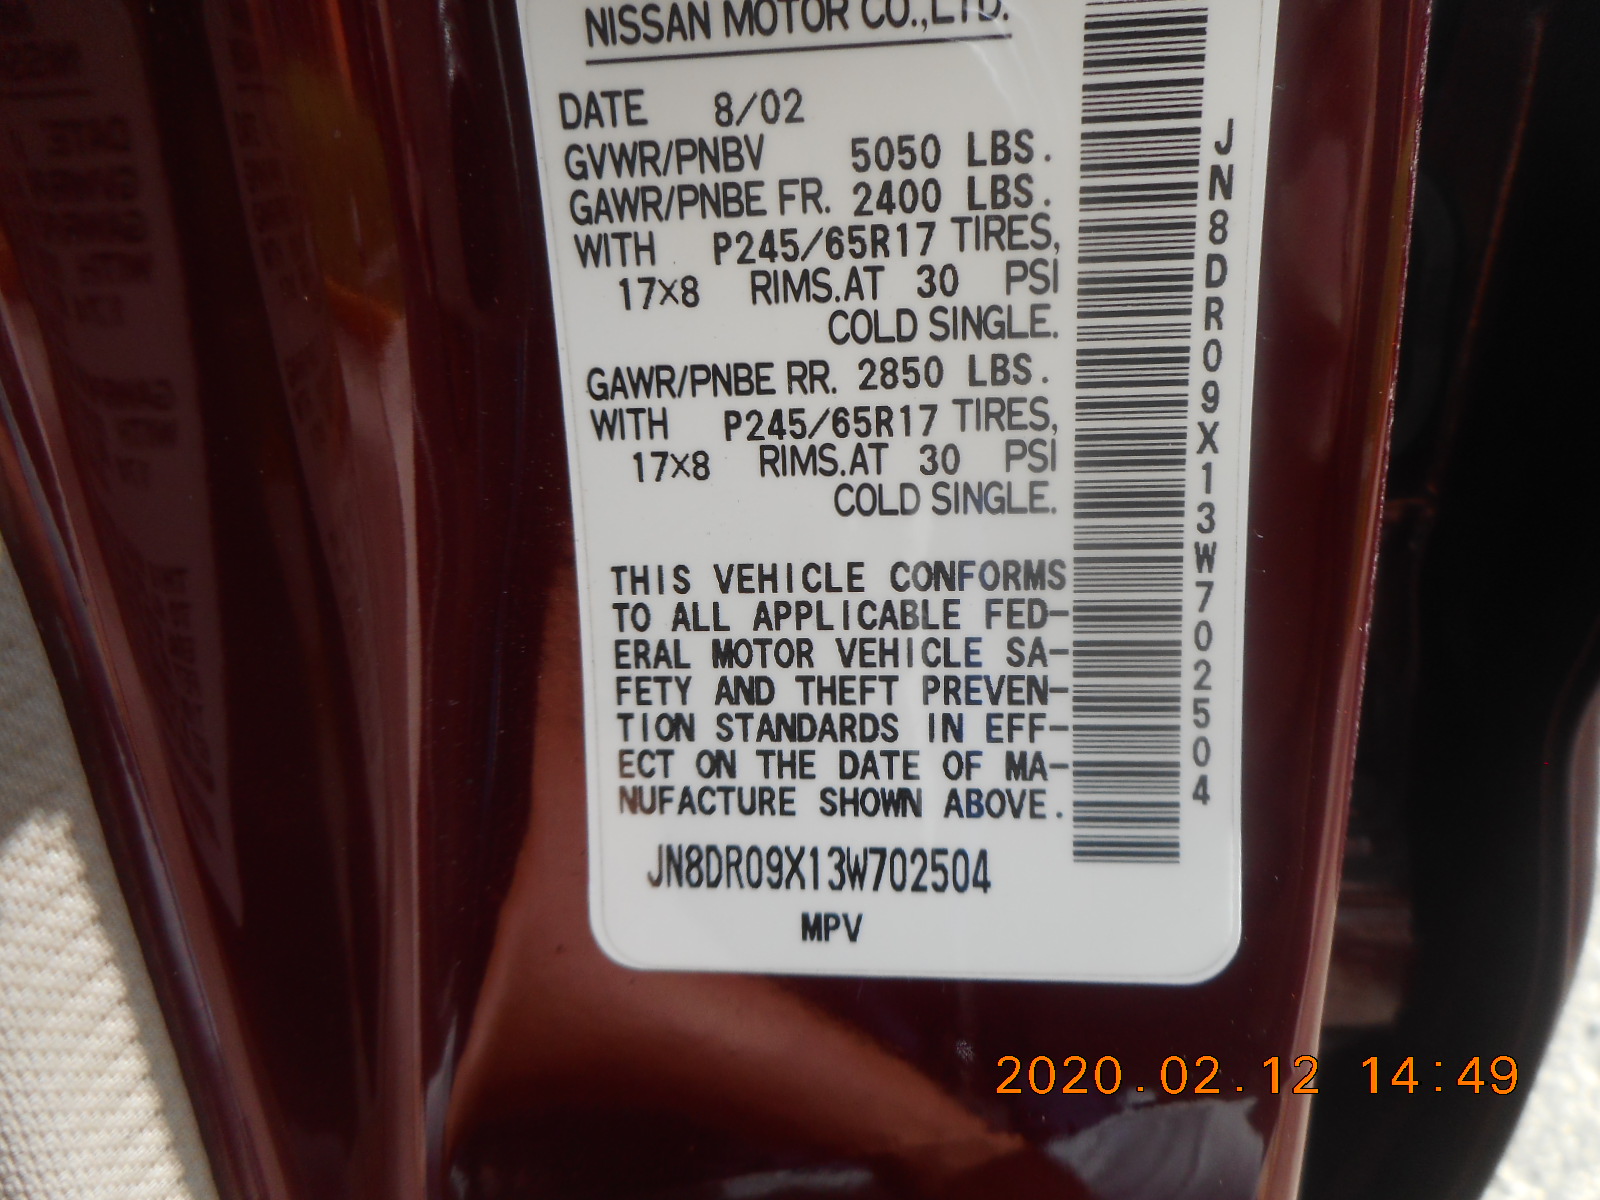 NISSAN MOTOR CO.,LTD.
DATE 8/02
GVWR/PNBV 5050 LBS.
GAWR/PNBE FR. 2400 LBS.
WITH P245/65R17 TIRES,
17×8 RIMS.AT 30 PSI
COLD SINGLE.
GAWR/PNBE RR. 2850 LBS.
WITH P245/65R17 TIRES,
17×8 RIMS.AT 30 PSI
COLD SINGLE.
THIS VEHICLE CONFORMS
TO ALL APPLICABLE FED-
ERAL MOTOR VEHICLE SA-
FETY AND THEFT PREVEN-
TION STANDARDS IN EFF-
ECT ON THE DATE OF MA-
NUFACTURE SHOWN ABOVE.
JN8DR09X13W702504
MPV
JN8DR09X13W702504
2020.02.12 14:49